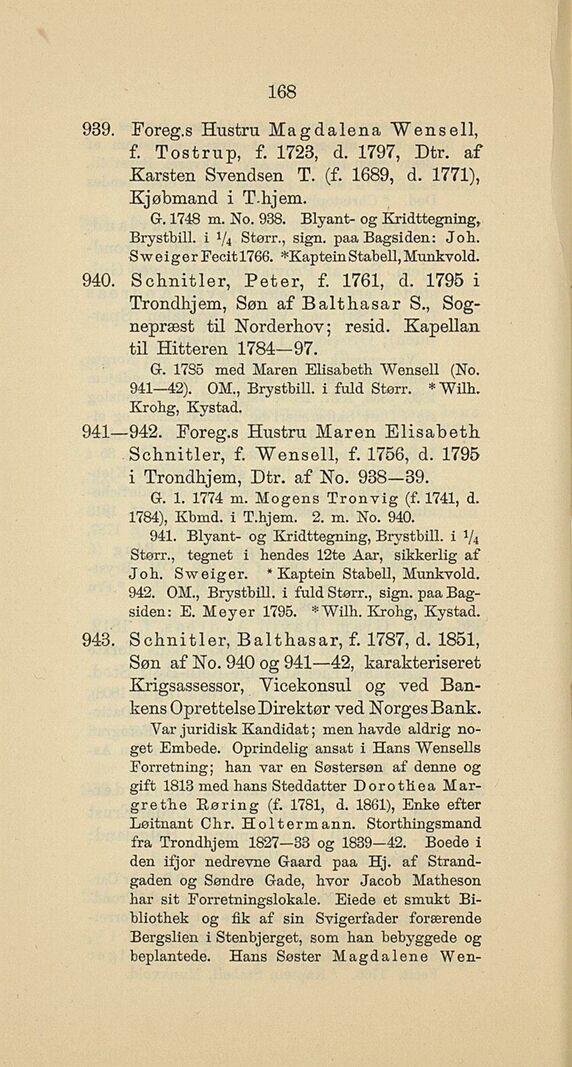 168
939. Foreg.s Hustru Magdalena Wensell,
f. Tostrup, f. 1723, d. 1797, Dtr. af
Karsten Svendsen T. (f. 1689, d. 1771),
Kjøbmand i T.hjem.
G. 1748 m. No. 938. Blyant- og Kridttegning,
Brystbill. i 1/4 Størr., sign. paa Bagsiden: Joh.
Sweiger Fecit 1766. *Kaptein Stabell, Munkvold.
940. Schnitler, Peter, f. 1761, d. 1795 i
Trondhjem, Søn af Balthasar S., Sog-
nepræst til Norderhov; resid. Kapellan
til Hitteren 1784—97.
G. 1785 med Maren Elisabeth Wensell (No.
941—42). OM., Brystbill. i fuld Størr. * Wilh.
Krohg, Kystad.
941—942. Foreg.s Hustru Maren Elisabeth
Schnitler, f. Wensell, f. 1756, d. 1795
i Trondhjem, Dtr. af No. 938—39.
G. 1. 1774 m. Mogens Tronvig (f. 1741, d.
1784), Kbmd. i T.hjem. 2. m. No. 940.
941. Blyant- og Kridttegning, Brystbill. i 1/4
Størr., tegnet i hendes 12te Aar, sikkerlig af
Joh. Sweiger. * Kaptein Stabell, Munkvold.
942. OM., Brystbill. i fuld Størr., sign. paa Bag-
siden: E. Meyer 1795. * Wilh. Krohg, Kystad.
943. Schnitler, Balthasar, f. 1787, d. 1851,
Søn af No. 940 og 941—42, karakteriseret
Krigsassessor, Vicekonsul og ved Ban-
kens Oprettelse Direktør ved Norges Bank.
Var juridisk Kandidat; men havde aldrig no-
get Embede. Oprindelig ansat i Hans Wensells
Forretning; han var en Søstersøn af denne og
gift 1813 med hans Steddatter Dorothea Mar-
grethe Røring (f. 1781, d. 1861), Enke efter
Løitnant Chr. Holtermann. Storthingsmand
fra Trondhjem 1827—33 og 1839—42. Boede i
den ifjor nedrevne Gaard paa Hj. af Strand-
gaden og Søndre Gade, hvor Jacob Matheson
har sit Forretningslokale. Eiede et smukt Bi-
bliothek og fik af sin Svigerfader forærende
Bergslien i Stenbjerget, som han bebyggede og
beplantede. Hans Søster Magdalene Wen-